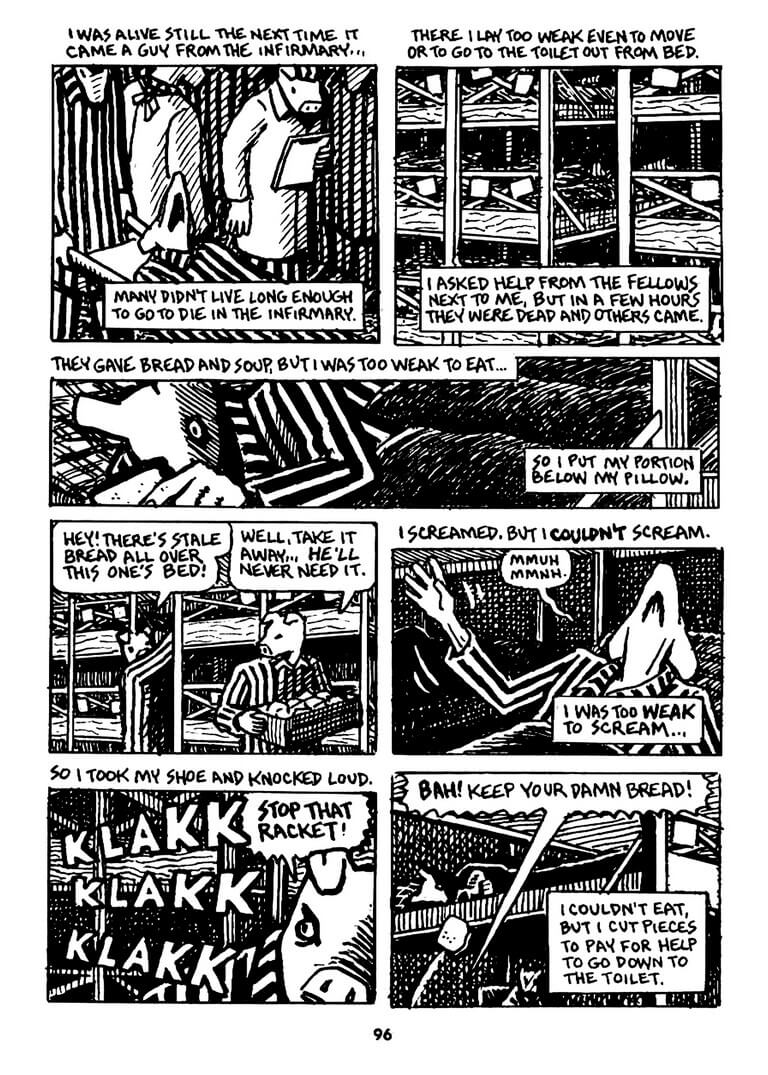 I WAS ALIVE STILL THE NEXT TIME IT
CAME A GUY FROM THE INFIRMARY...
MANY DIDN'T LIVE LONG ENOUGH
TO GO TO DIE IN THE INFIRMARY.
THERE I LAY TOO WEAK EVEN TO MOVE
OR TO GO TO THE TOILET OUT FROM BED.
I ASKED HELP FROM THE FELLOWS
NEXT TO ME, BUT IN A FEW HOURS
THEY WERE DEAD AND OTHERS CAME.
THEY GAVE BREAD AND SOUP, BUT I WAS TOO WEAK TO EAT...
SO I PUT MY PORTION
BELOW MY PILLOW.
HEY! THERE'S STALE
BREAD ALL OVER
THIS ONE'S BED!
WELL, TAKE IT
AWAY... HE'LL
NEVER NEED IT.
I SCREAMED. BUT I COULDN'T SCREAM.
MMUH
MMNH.
I WAS TOO WEAK
TO SCREAM...
SO I TOOK MY SHOE AND KNOCKED LOUD.
KLAKK
KLAKK
KLAKK
STOP THAT
RACKET!
BAH! KEEP YOUR DAMN BREAD!
I COULDN'T EAT,
BUT I CUT PIECES
TO PAY FOR HELP
TO GO DOWN TO
THE TOILET.
96